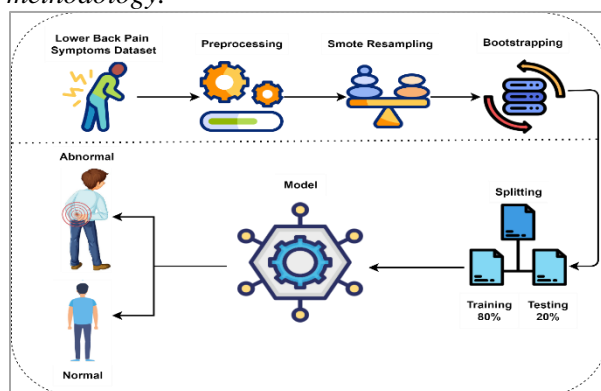 methodology.
Lower Back Pain
Symptoms Dataset
Preprocessing
Smote Resampling
Bootstrapping
Abnormal
Model
Splitting
Training
80%
Testing
20%
Normal